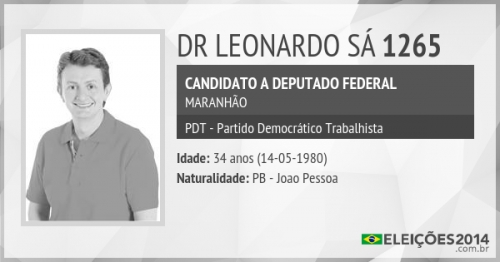 DR LEONARDO SÁ 1265
CANDIDATO A DEPUTADO FEDERAL
MARANHÃO
PDT - Partido Democrático Trabalhista
Idade: 34 anos (14-05-1980)
Naturalidade: PB - Joao Pessoa
ELEIÇÕES2014
.com.br